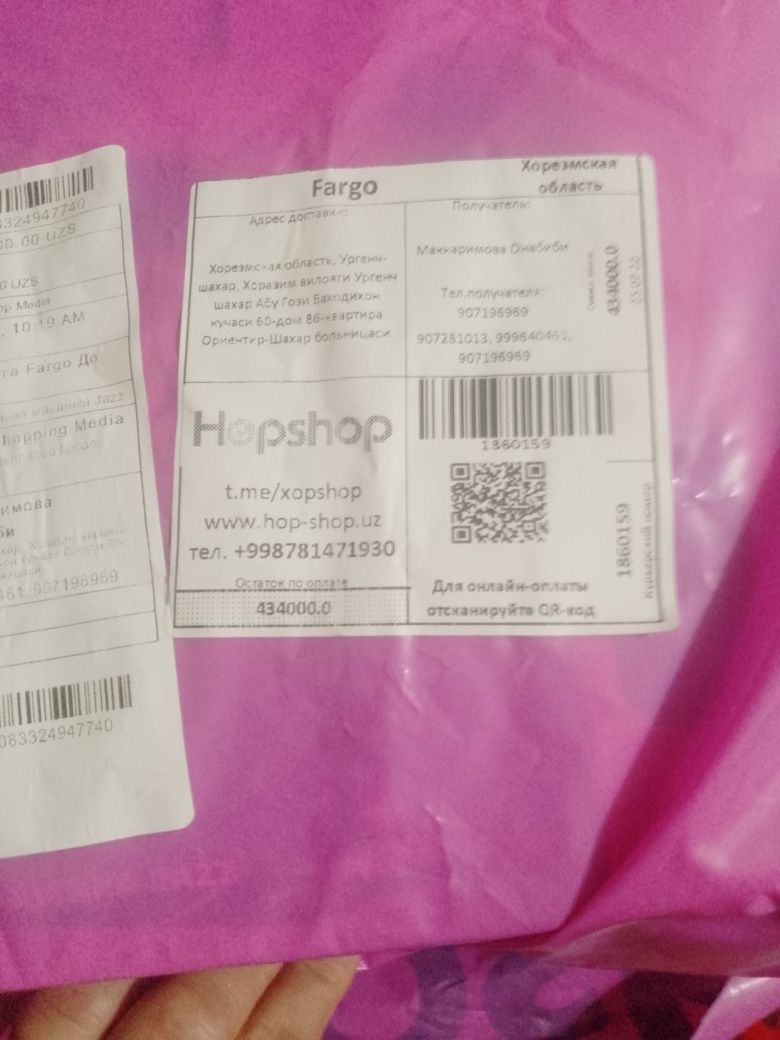 8324947740
00.00 UZS
0 UZS
op Media
. 10:19.AM
та Fargo До
Jazz
hopping Media
имова
би
461, 907196969
083324947740
Fargo
Хорезмская
область
Адрес доставки:
Хорезмская область, Ургенч-
шахар, Хоразим вилояти Ургенч
шахар Абу Гози Баходихон
кучаси 60-дом 86-квартира
Ориентир-Шахар больницаси
Получатель:
Маккаримова Онабиби
Тел.получателя:
907196969
907281013, 999640461,
907196969
434000.0
Hopshop
t.me/xopshop
www.hop-shop.uz
тел. +998781471930
Остаток по оплате
434000.0
1860159
Для онлайн-оплаты
отсканируйте QR-код
1860159
Курьерский номер